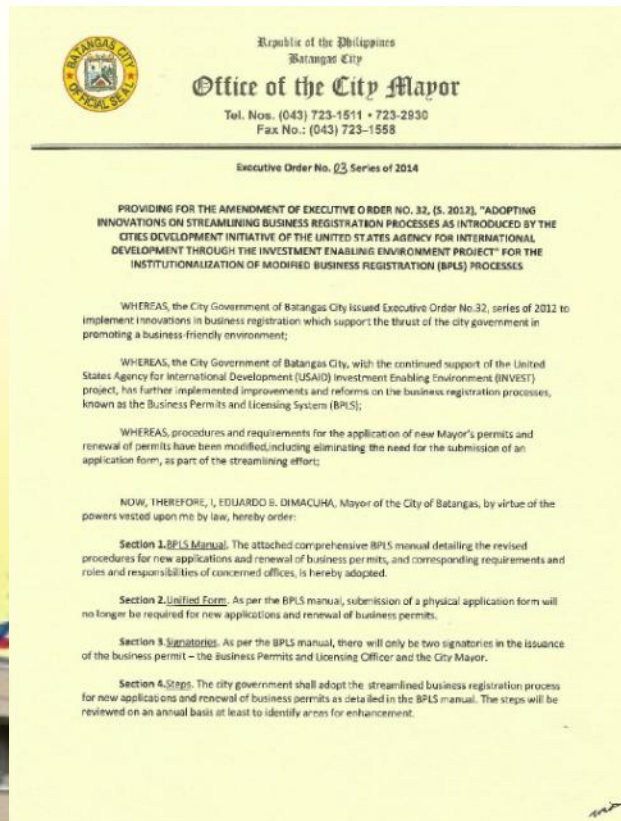 BATANGAS CITY
OFFICIAL SEAL
Republic of the Philippines
Batangas City
Office of the City Mayor
Tel. Nos. (043) 723-1511 • 723-2930
Fax No.: (043) 723–1558
Executive Order No. 03 Series of 2014
PROVIDING FOR THE AMENDMENT OF EXECUTIVE ORDER NO. 32, (S. 2012), "ADOPTING
INNOVATIONS ON STREAMLINING BUSINESS REGISTRATION PROCESSES AS INTRODUCED BY THE
CITIES DEVELOPMENT INITIATIVE OF THE UNITED STATES AGENCY FOR INTERNATIONAL
DEVELOPMENT THROUGH THE INVESTMENT ENABLING ENVIRONMENT PROJECT" FOR THE
INSTITUTIONALIZATION OF MODIFIED BUSINESS REGISTRATION (BPLS) PROCESSES
WHEREAS, the City Government of Batangas City issued Executive Order No.32, series of 2012 to
implement innovations in business registration which support the thrust of the city government in
promoting a business-friendly environment;
WHEREAS, the City Government of Batangas City, with the continued support of the United
States Agency for International Development (USAID) Investment Enabling Environment (INVEST)
project, has further implemented improvements and reforms on the business registration processes,
known as the Business Permits and Licensing System (BPLS);
WHEREAS, procedures and requirements for the application of new Mayor's permits and
renewal of permits have been modified,including eliminating the need for the submission of an
application form, as part of the streamlining effort;
NOW, THEREFORE, I, EDUARDO B. DIMACUHA, Mayor of the City of Batangas, by virtue of the
powers vested upon me by law, hereby order:
Section 1.BPLS Manual. The attached comprehensive BPLS manual detailing the revised
procedures for new applications and renewal of business permits, and corresponding requirements and
roles and responsibilities of concerned offices, is hereby adopted.
Section 2.Unified Form. As per the BPLS manual, submission of a physical application form will
no longer be required for new applications and renewal of business permits.
Section 3.Signatories. As per the BPLS manual, there will only be two signatories in the issuance
of the business permit – the Business Permits and Licensing Officer and the City Mayor.
Section 4.Steps. The city government shall adopt the streamlined business registration process
for new applications and renewal of business permits as detailed in the BPLS manual. The steps will be
reviewed on an annual basis at least to identify areas for enhancement.